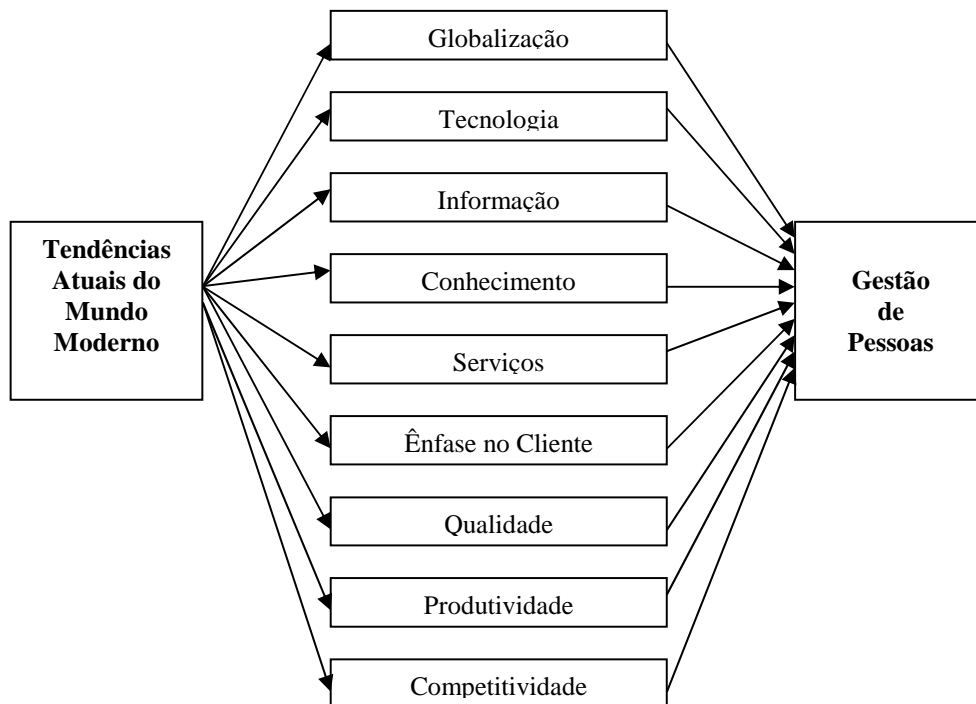 Globalização
Tecnologia
Informação
Tendências
Atuais do
Mundo
Moderno
Conhecimento
Gestão
de
Pessoas
Serviços
Ênfase no Cliente
Qualidade
Produtividade
Competitividade